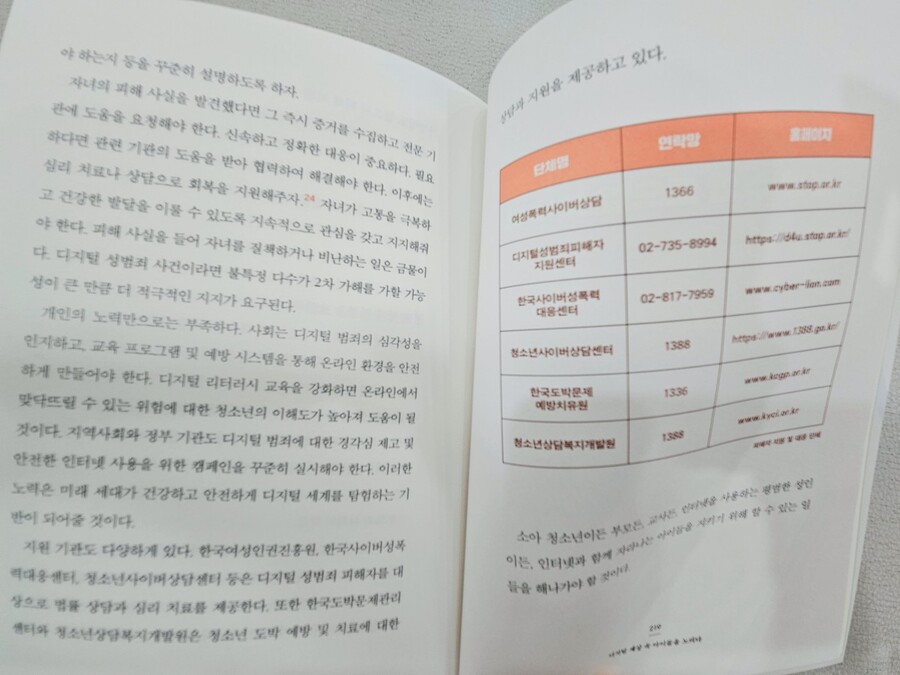 야 하는지 등을 꾸준히 설명하도록 하자.
자녀의 피해 사실을 발견했다면 그 즉시 증거를 수집하고 전문 기
관에 도움을 요청해야 한다. 신속하고 정확한 대응이 중요하다. 필요
하다면 관련 기관의 도움을 받아 협력하여 해결해야 한다. 이후에는
심리 치료나 상담으로 회복을 지원해주자.24 자녀가 고통을 극복하
고 건강한 발달을 이룰 수 있도록 지속적으로 관심을 갖고 지지해줘
야 한다. 피해 사실을 들어 자녀를 질책하거나 비난하는 일은 금물이
다. 디지털 성범죄 사건이라면 불특정 다수가 2차 가해를 가할 가능
성이 큰 만큼 더 적극적인 지지가 요구된다.
개인의 노력만으로는 부족하다. 사회는 디지털 범죄의 심각성을
인지하고, 교육 프로그램 및 예방 시스템을 통해 온라인 환경을 안전
하게 만들어야 한다. 디지털 리터러시 교육을 강화하면 온라인에서
맞닥뜨릴 수 있는 위험에 대한 청소년의 이해도가 높아져 도움이 될
것이다. 지역사회와 정부 기관도 디지털 범죄에 대한 경각심 제고 및
안전한 인터넷 사용을 위한 캠페인을 꾸준히 실시해야 한다. 이러한
노력은 미래 세대가 건강하고 안전하게 디지털 세계를 탐험하는 기
반이 되어줄 것이다.
지원 기관도 다양하게 있다. 한국여성인권진흥원, 한국사이버성폭
력대응센터, 청소년사이버상담센터 등은 디지털 성범죄 피해자를 대
상으로 법률 상담과 심리 치료를 제공한다. 또한 한국도박문제관리
센터와 청소년상담복지개발원은 청소년 도박 예방 및 치료에 대한
상담과 지원을 제공하고 있다.
단체명 연락망 홈페이지
여성폭력사이버상담 1366 www.stop.or.kr
디지털성범죄피해자
지원센터 02-735-8994 https://d4u.stop.or.kr/
한국사이버성폭력
대응센터 02-817-7959 www.cyber-lion.com
청소년사이버상담센터 1388 https://www.1388.go.kr/
한국도박문제
예방치유원 1336 www.kcgp.or.kr
청소년상담복지개발원 1388 www.kyci.or.kr
피해자 지원 및 대응 단체
소아 청소년이든 부모든, 교사든, 인터넷을 사용하는 평범한 성인
이든, 인터넷과 함께 자라나는 아이들을 지키기 위해 할 수 있는 일
들을 해나가야 할 것이다.
219
디지털 세상 속 아이들을 노리다